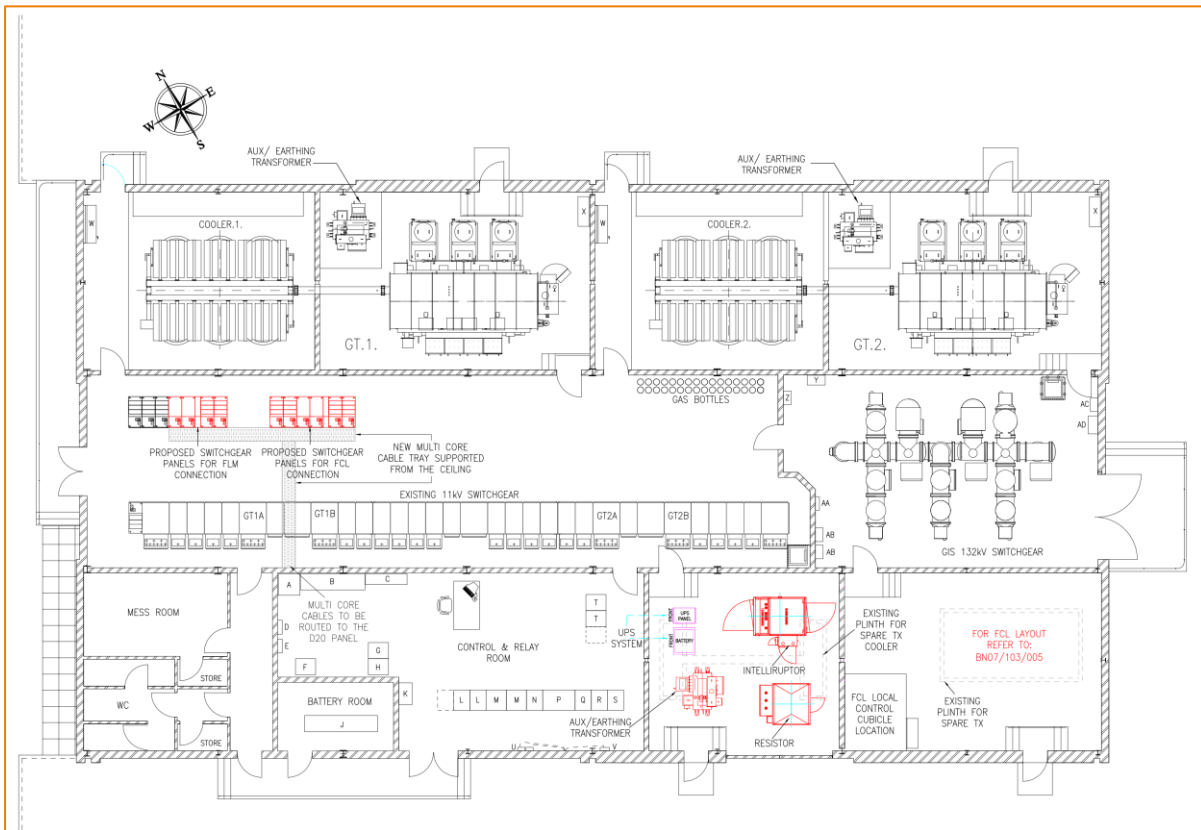 N
E
W
S
AUX/ EARTHING
TRANSFORMER
AUX/ EARTHING
TRANSFORMER
W
COOLER.1.
X
W
COOLER.2.
X
GT.1.
GT.2.
GAS BOTTLES
Y
Z
AC
AD
PROPOSED SWITCHGEAR
PANELS FOR FLM
CONNECTION
PROPOSED SWITCHGEAR
PANELS FOR FCL
CONNECTION
NEW MULTI CORE
CABLE TRAY SUPPORTED
FROM THE CEILING
EXISTING 11kV SWITCHGEAR
GT1A
GT1B
GT2A
GT2B
AA
AB
AB
GIS 132kV SWITCHGEAR
MESS ROOM
STORE
WC
STORE
A
B
C
D
E
MULTI CORE
CABLES TO BE
ROUTED TO THE
D20 PANEL
F
G
H
BATTERY ROOM
J
K
CONTROL & RELAY
ROOM
T
T
L
L
M
M
N
P
Q
R
S
U
V
FRONT
UPS
PANEL
FRONT
BATTERY
UPS
SYSTEM
INTELLIRUPTOR
AUX/EARTHING
TRANSFORMER
RESISTOR
EXISTING
PLINTH FOR
SPARE TX
COOLER
FCL LOCAL
CONTROL
CUBICLE
LOCATION
FOR FCL LAYOUT
REFER TO:
BN07/103/005
EXISTING
PLINTH FOR
SPARE TX